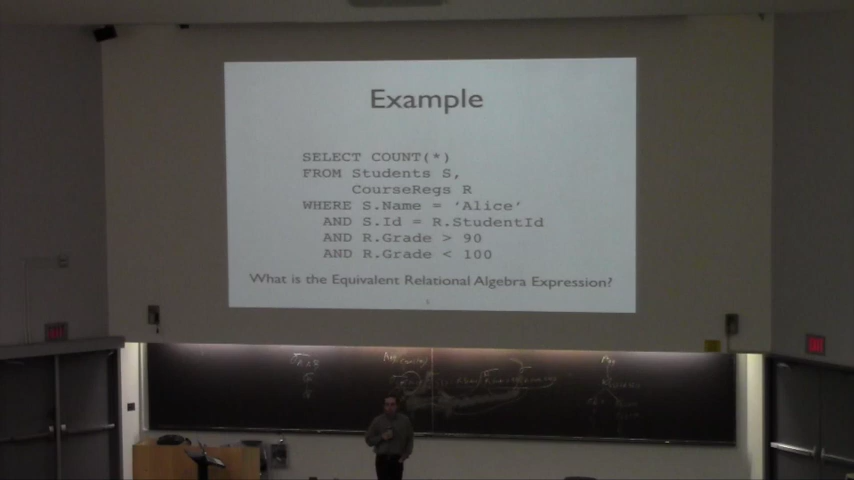 Example
SELECT COUNT(*)
FROM Students S,
CourseRegs R
WHERE S.Name = ‘Alice’
AND S.Id = R.StudentId
AND R.Grade > 90
AND R.Grade < 100
What is the Equivalent Relational Algebra Expression?